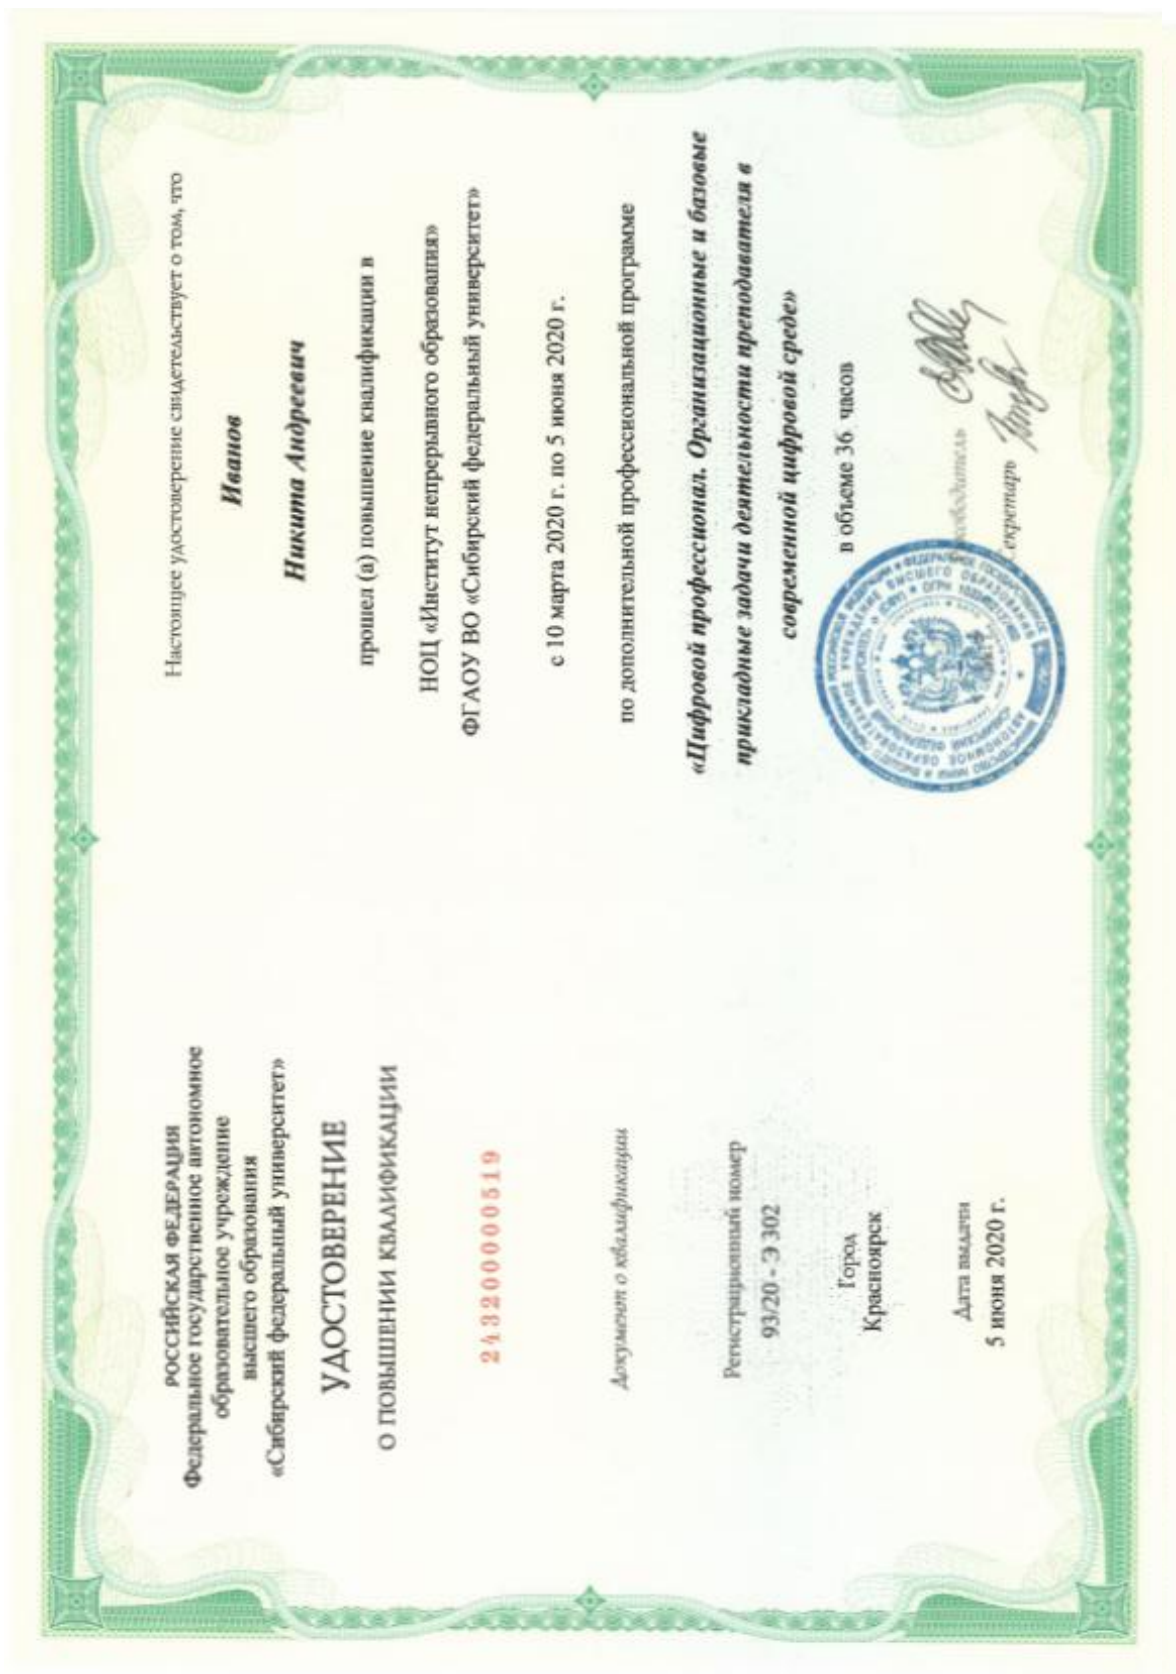 РОССИЙСКАЯ ФЕДЕРАЦИЯ
Федеральное государственное автономное
образовательное учреждение
высшего образования
«Сибирский федеральный университет»
УДОСТОВЕРЕНИЕ
О ПОВЫШЕНИИ КВАЛИФИКАЦИИ
243200000519
Документ о квалификации
Регистрационный номер
93/20 - Э 302
Город
Красноярск
Дата выдачи
5 июня 2020 г.
Настоящее удостоверение свидетельствует о том, что
Иванов
Никита Андреевич
прошел (а) повышение квалификации в
НОЦ «Институт непрерывного образования»
ФГАОУ ВО «Сибирский федеральный университет»
с 10 марта 2020 г. по 5 июня 2020 г.
по дополнительной профессиональной программе
«Цифровой профессионал. Организационные и базовые
прикладные задачи деятельности преподавателя в
современной цифровой среде»
в объеме 36 часов
Руководитель
Секретарь